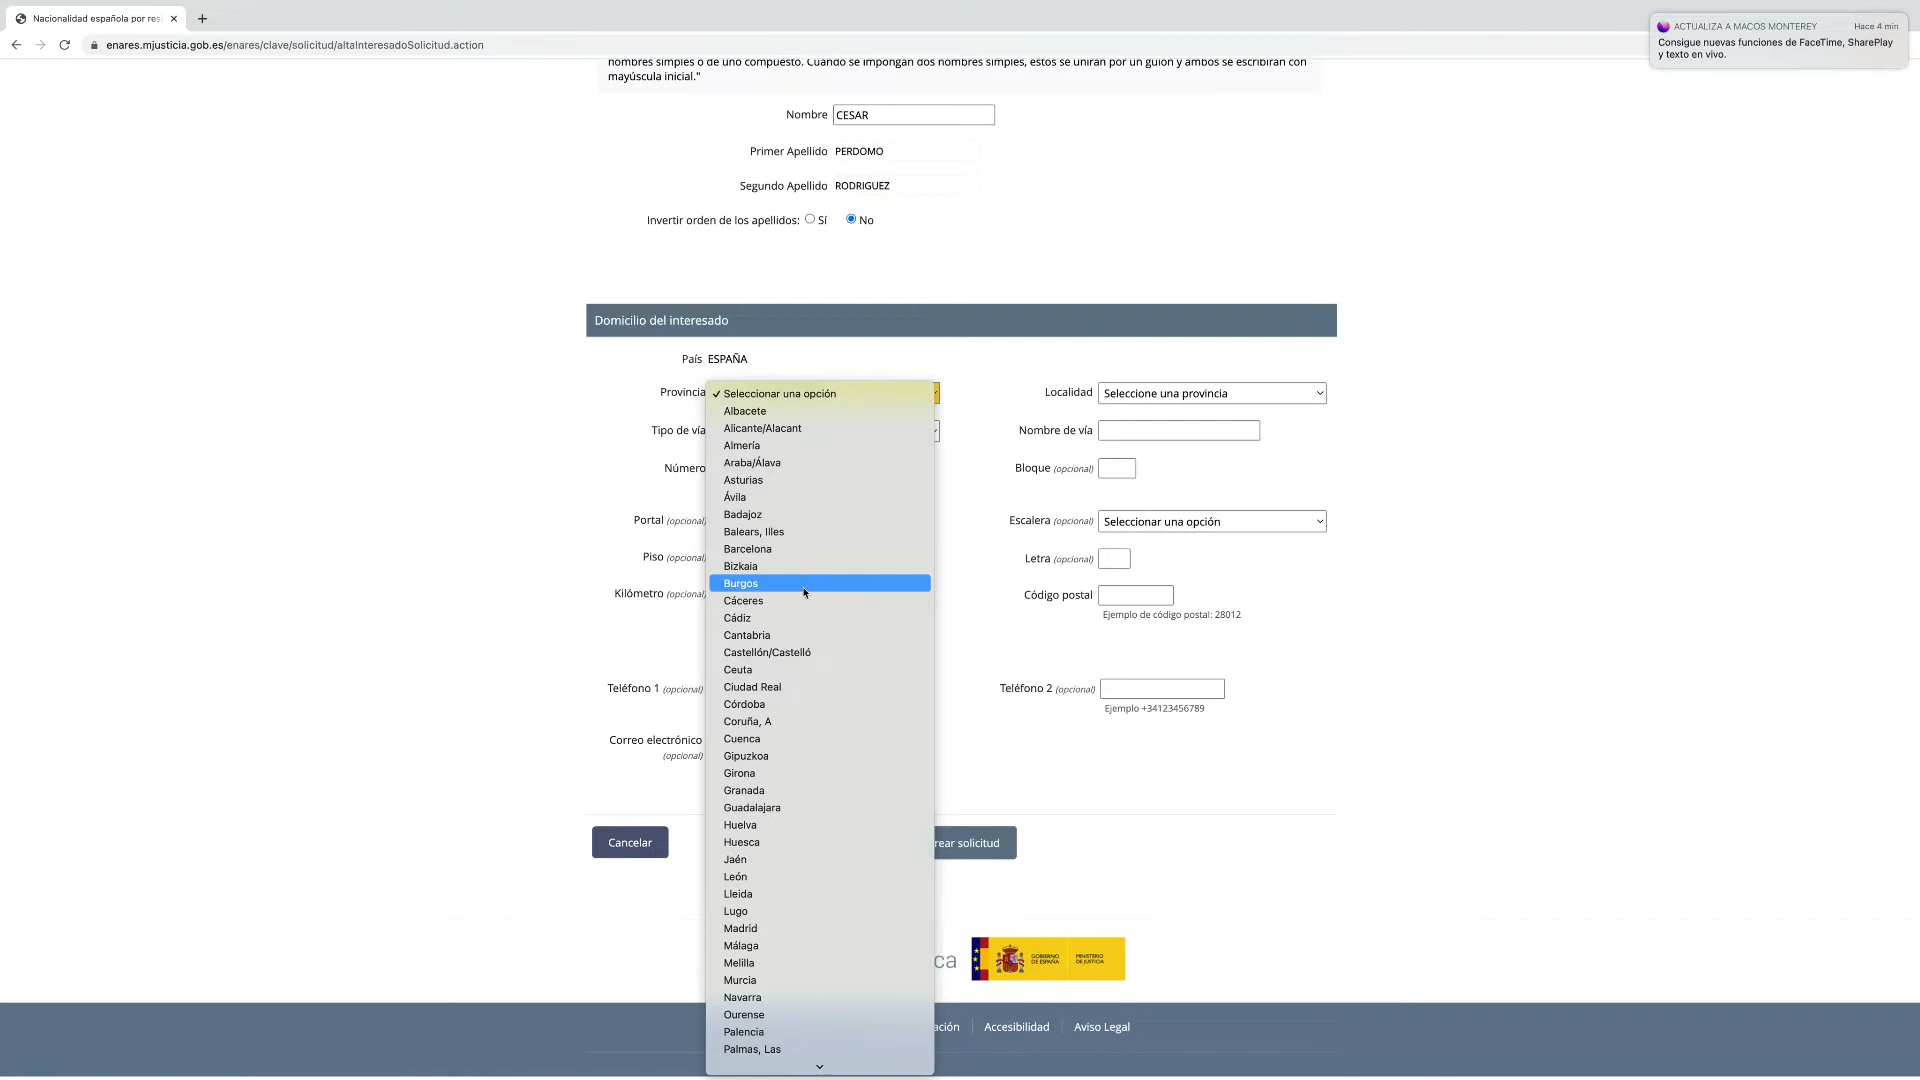 Nacionalidad española por res
ACTUALIZA A MACOS MONTEREY
Hace 4 min
Consigue nuevas funciones de FaceTime, SharePlay
y texto en vivo.
enares.mjusticia.gob.es/enares/clave/solicitud/altaInteresadoSolicitud.action
nombres simples o de uno compuesto. Cuando se impongan dos nombres simples, estos se unirán por un guion y ambos se escribirán con
mayúscula inicial."
Nombre CESAR
Primer Apellido PERDOMO
Segundo Apellido RODRIGUEZ
Invertir orden de los apellidos: Sí No
Domicilio del interesado
País ESPAÑA
Provincia
Localidad Seleccione una provincia
Tipo de vía
Nombre de vía
Número
Bloque (opcional)
Portal (opcional)
Escalera (opcional) Seleccionar una opción
Piso (opcional)
Letra (opcional)
Kilómetro (opcional)
Código postal
Ejemplo de código postal: 28012
Teléfono 1 (opcional)
Teléfono 2 (opcional)
Ejemplo +34123456789
Correo electrónico
(opcional)
Seleccionar una opción
Albacete
Alicante/Alacant
Almería
Araba/Álava
Asturias
Ávila
Badajoz
Balears, Illes
Barcelona
Bizkaia
Burgos
Cáceres
Cádiz
Cantabria
Castellón/Castelló
Ceuta
Ciudad Real
Córdoba
Coruña, A
Cuenca
Gipuzkoa
Girona
Granada
Guadalajara
Huelva
Huesca
Jaén
León
Lleida
Lugo
Madrid
Málaga
Melilla
Murcia
Navarra
Ourense
Palencia
Palmas, Las
Cancelar
rear solicitud
ca
GOBIERNO
DE ESPAÑA
MINISTERIO
DE JUSTICIA
ación
Accesibilidad
Aviso Legal